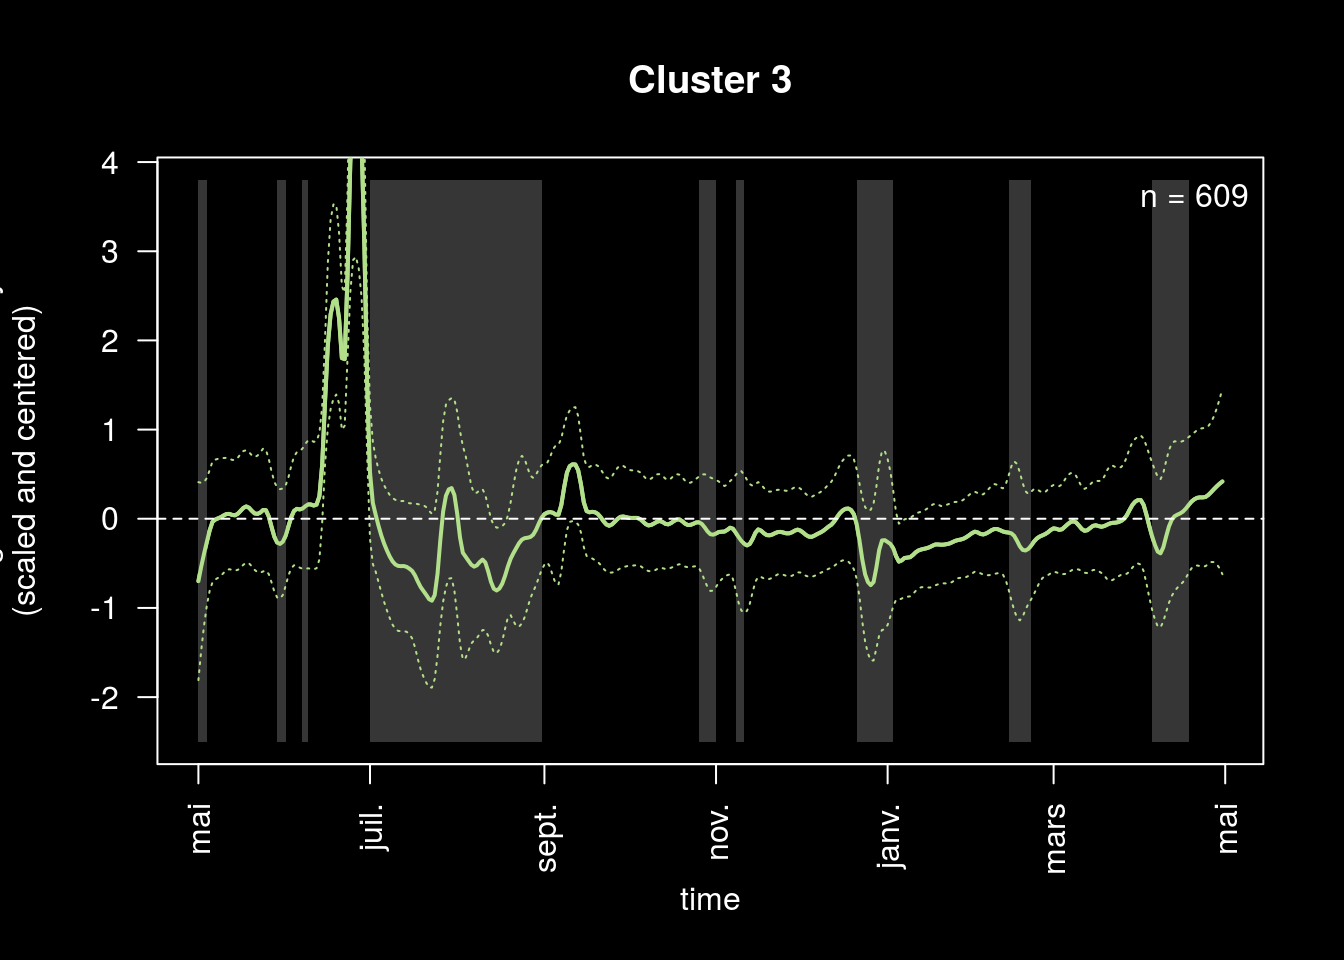 Cluster 3
n = 609
4
3
2
1
0
-1
-2
(scaled and centered)
mai
juil.
sept.
nov.
janv.
mars
mai
time